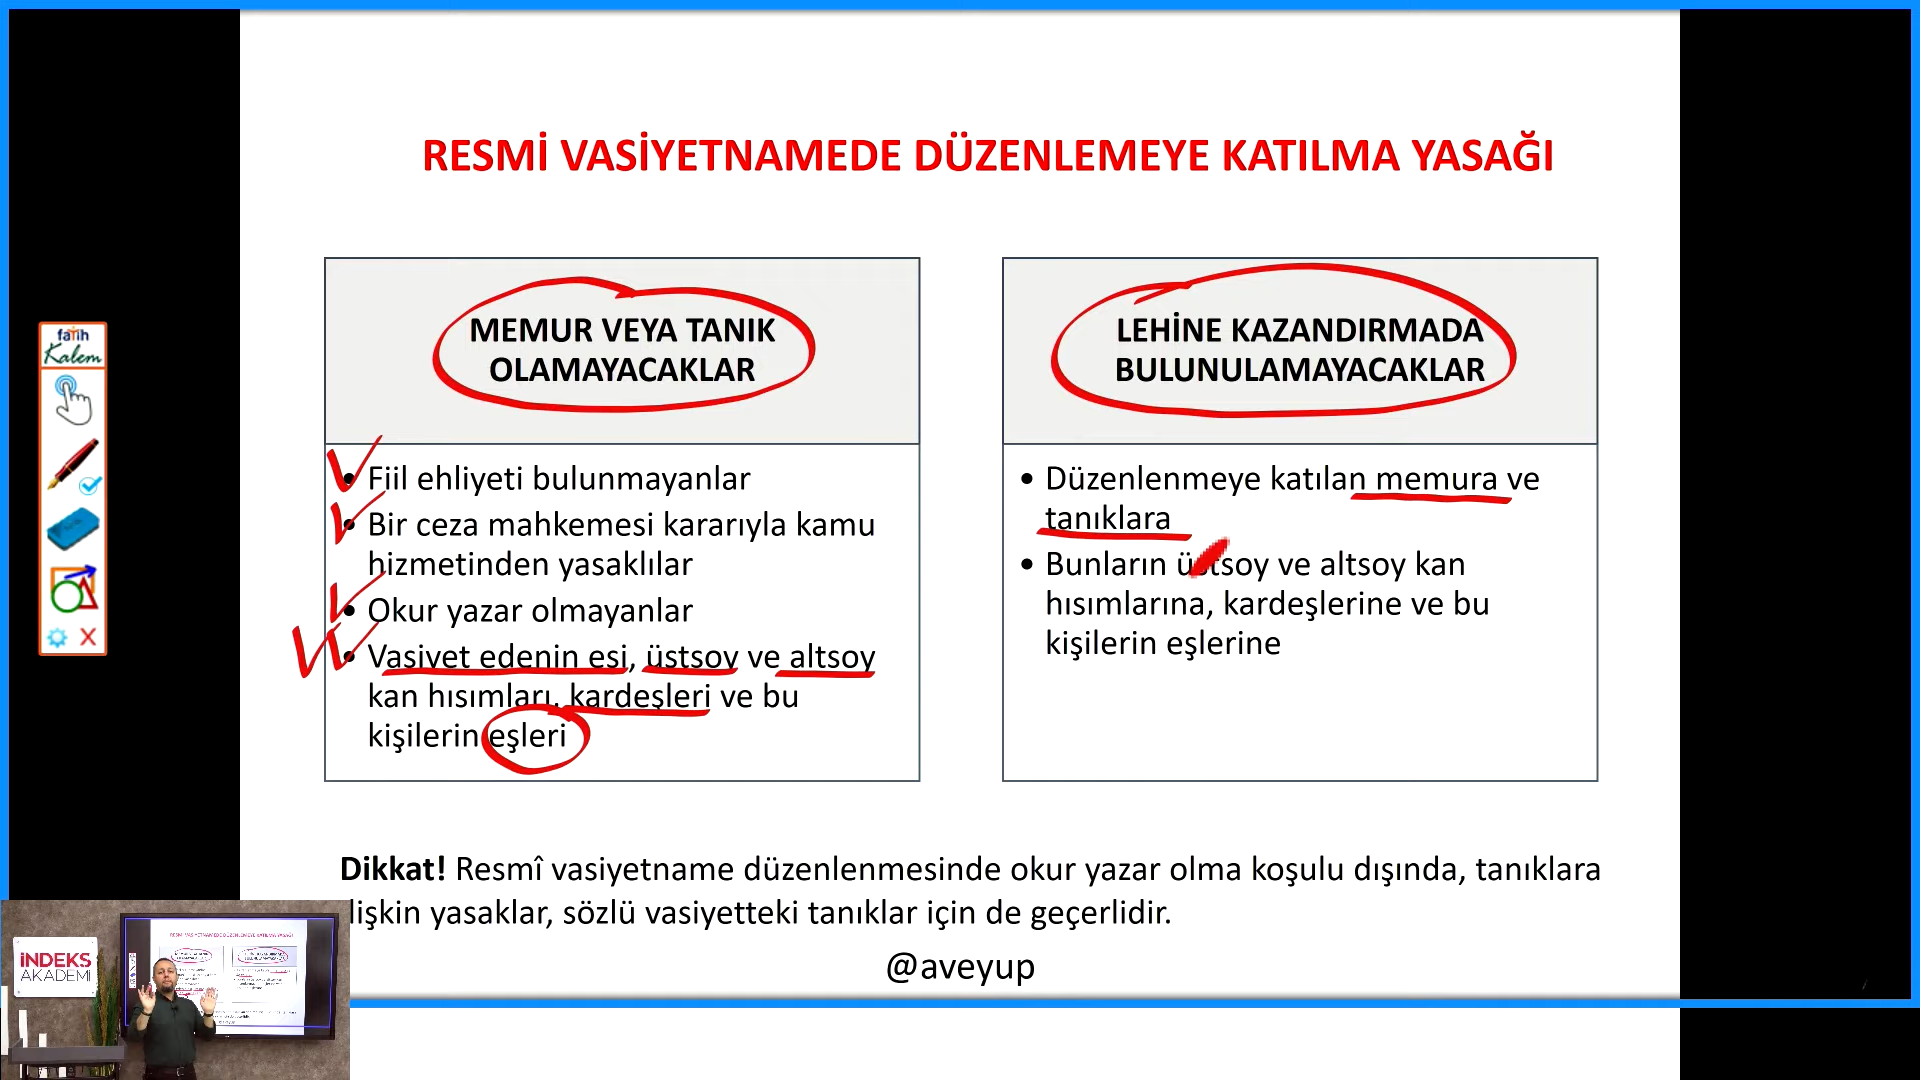 RESMİ VASİYETNAMEDE DÜZENLEMEYE KATILMA YASAĞI
MEMUR VEYA TANIK
OLAMAYACAKLAR
• Fiil ehliyeti bulunmayanlar
• Bir ceza mahkemesi kararıyla kamu
hizmetinden yasaklılar
• Okur yazar olmayanlar
• Vasiyet edenin eşi, üstsoy ve altsoy
kan hısımları, kardeşleri ve bu
kişilerin eşleri
LEHİNE KAZANDIRMADA
BULUNULAMAYACAKLAR
• Düzenlenmeye katılan memura ve
tanıklara
• Bunların üstsoy ve altsoy kan
hısımlarına, kardeşlerine ve bu
kişilerin eşlerine
Dikkat! Resmî vasiyetname düzenlenmesinde okur yazar olma koşulu dışında, tanıklara
lişkin yasaklar, sözlü vasiyetteki tanıklar için de geçerlidir.
@aveyup
fatih
Kalem
İNDEKS
AKADEMİ